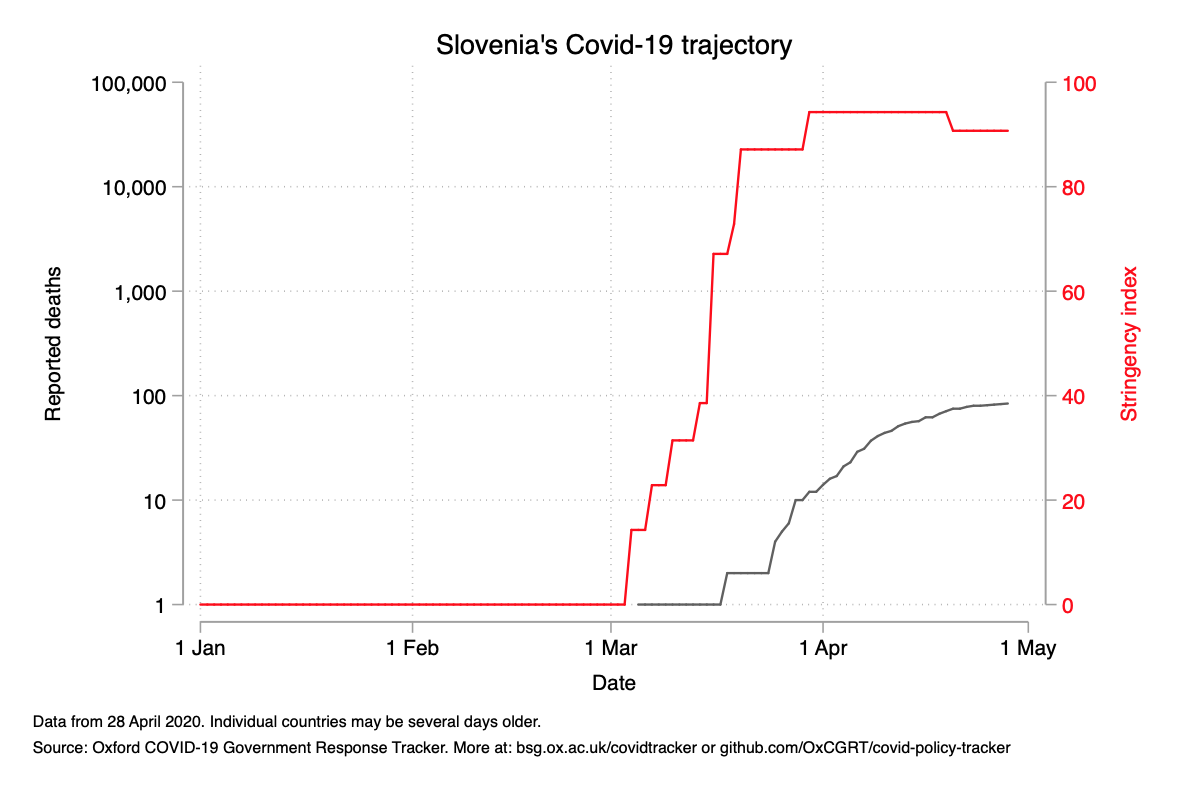 Slovenia's Covid-19 trajectory
100,000
10,000
1,000
100
10
1
Reported deaths
100
80
60
40
20
0
Stringency index
1 Jan 1 Feb 1 Mar 1 Apr 1 May
Date
Data from 28 April 2020. Individual countries may be several days older.
Source: Oxford COVID-19 Government Response Tracker. More at: bsg.ox.ac.uk/covidtracker or github.com/OxCGRT/covid-policy-tracker